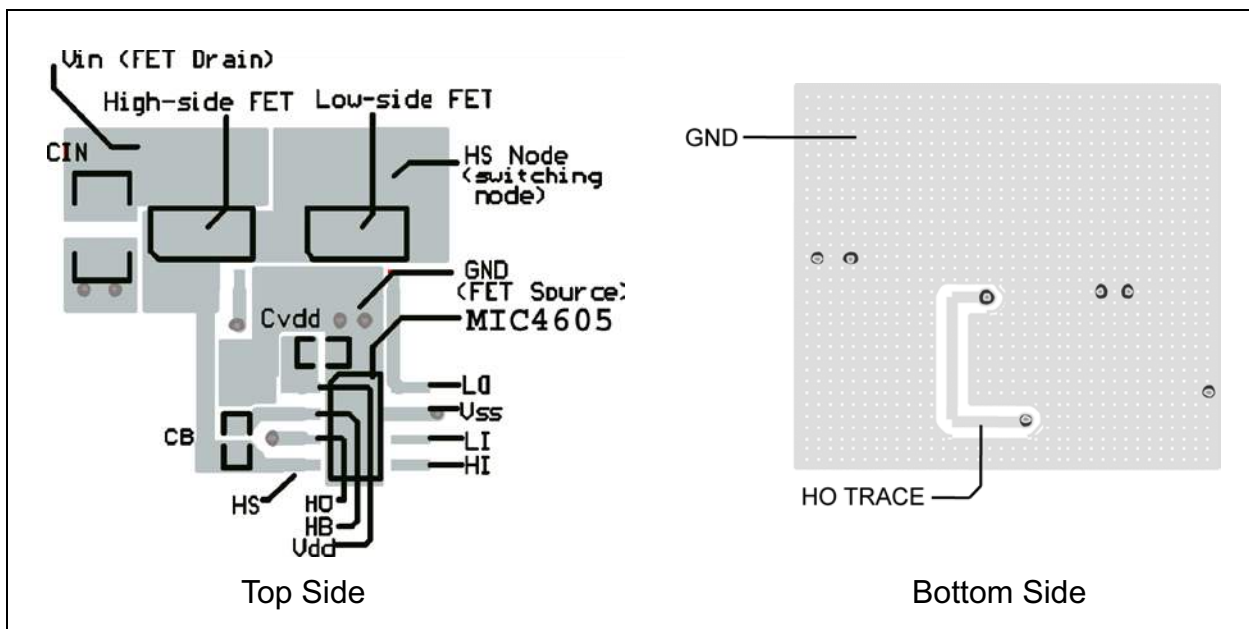 Vin (FET Drain)
High-side FET
Low-side FET
CIN
HS Node
(switching
node)
GND
(FET Source)
Cvdd
MIC4605
LO
Vss
CB
LI
HI
HS
HO
HB
Vdd
Top Side
GND
HO TRACE
Bottom Side